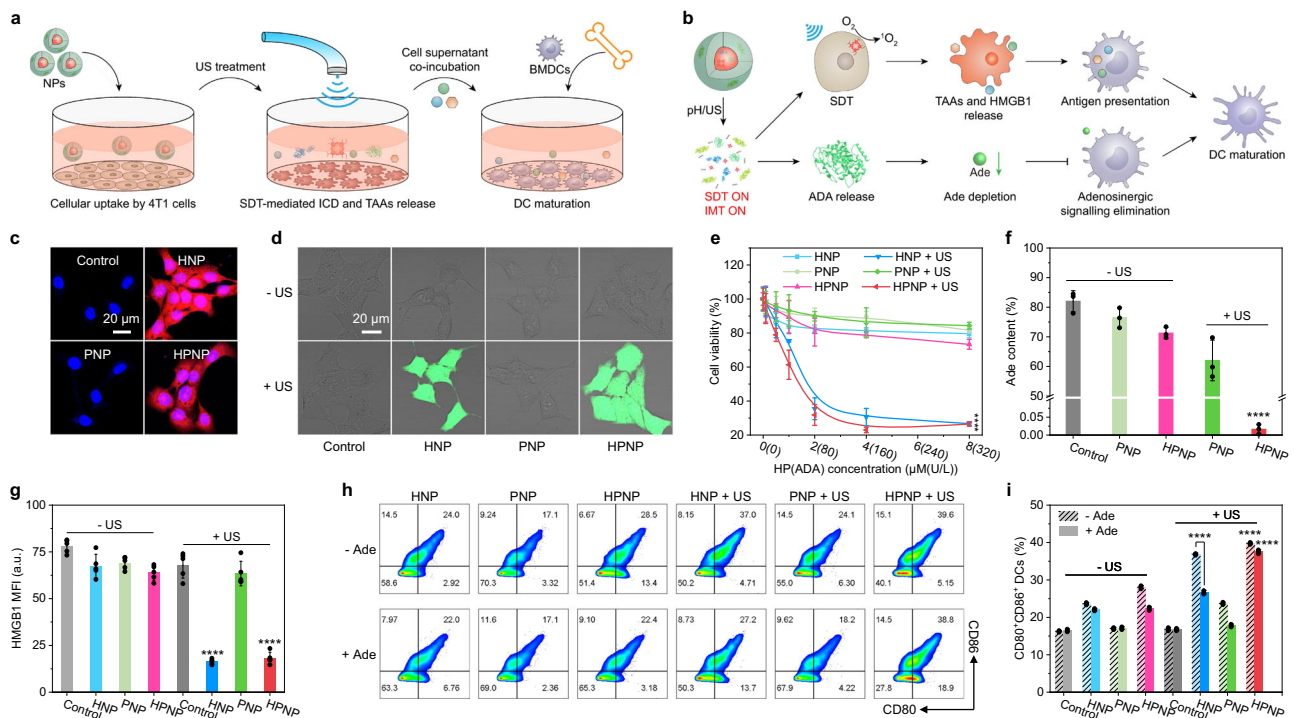 a
NPs
US treatment
Cell supernatant
co-incubation
BMDCs
Cellular uptake by 4T1 cells
SDT-mediated ICD and TAAs release
DC maturation
b
pH/US
SDT ON
IMT ON
O2
¹O2
SDT
TAAs and HMGB1
release
Antigen presentation
ADA release
Ade
Ade depletion
Adenosinergic
signalling elimination
DC maturation
c
Control
HNP
20 µm
PNP
HPNP
d
- US
20 µm
+ US
Control
HNP
PNP
HPNP
e
HNP
HNP + US
PNP
PNP + US
HPNP
HPNP + US
Cell viability (%)
120
100
80
60
40
20
****
0(0)
2(80)
4(160)
6(240)
8(320)
HP(ADA) concentration (µM(U/L))
f
- US
+ US
****
Ade content (%)
90
80
70
60
50
0.05
0.00
Control
PNP
HPNP
PNP
HPNP
g
- US
+ US
**** ****
HMGB1 MFI (a.u.)
100
75
50
25
0
Control
HNP
PNP
HPNP
Control
HNP
PNP
HPNP
h
HNP
PNP
HPNP
HNP + US
PNP + US
HPNP + US
- Ade
14.5 24.0
58.6 2.92
9.24 17.1
70.3 3.32
6.67 28.5
51.4 13.4
8.15 37.0
50.2 4.71
14.5 24.1
55.0 6.30
15.1 39.6
40.1 5.15
+ Ade
7.97 22.0
63.3 6.76
11.6 17.1
69.0 2.36
9.10 22.4
65.3 3.18
8.73 27.2
50.3 13.7
9.62 18.2
67.9 4.22
14.5 38.8
27.8 18.9
CD86
CD80
i
- Ade
+ Ade
- US
+ US
****
****
****
CD80+CD86+ DCs (%)
50
40
30
20
10
0
Control
HNP
PNP
HPNP
Control
HNP
PNP
HPNP